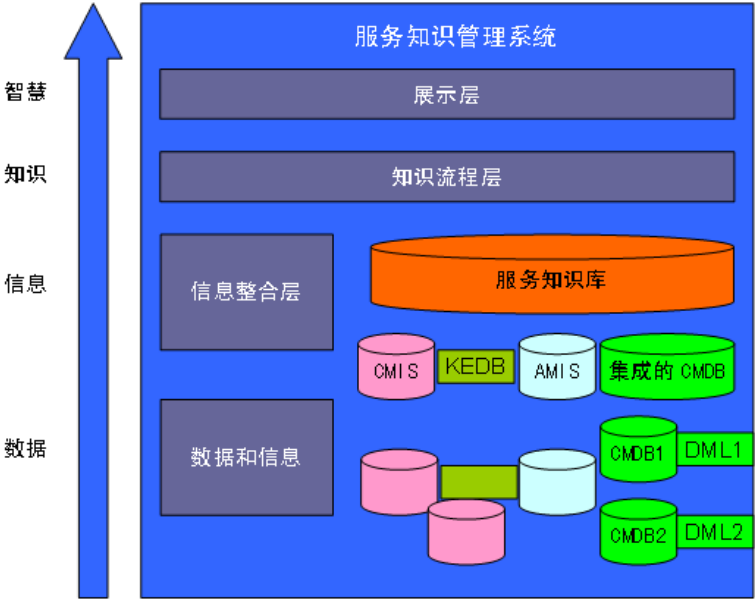 服务知识管理系统
智慧
展示层
知识
知识流程层
信息
信息整合层
服务知识库
CMIS
KEDB
AMIS
集成的 CMDB
数据
数据和信息
CMDB1
DML1
CMDB2
DML2